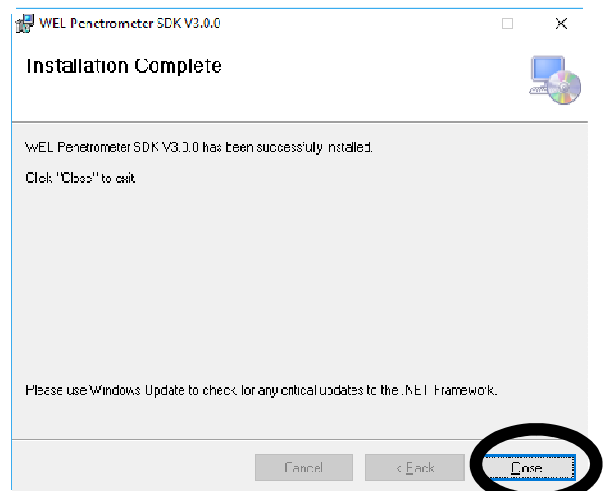 WEL Penetrometer SDK V3.0.0
Installation Complete
WEL Penetrometer SDK V3.0.0 has been successfully installed.
Click "Close" to exit.
Please use Windows Update to check for any critical updates to the .NET Framework.
Cancel
< Back
Close